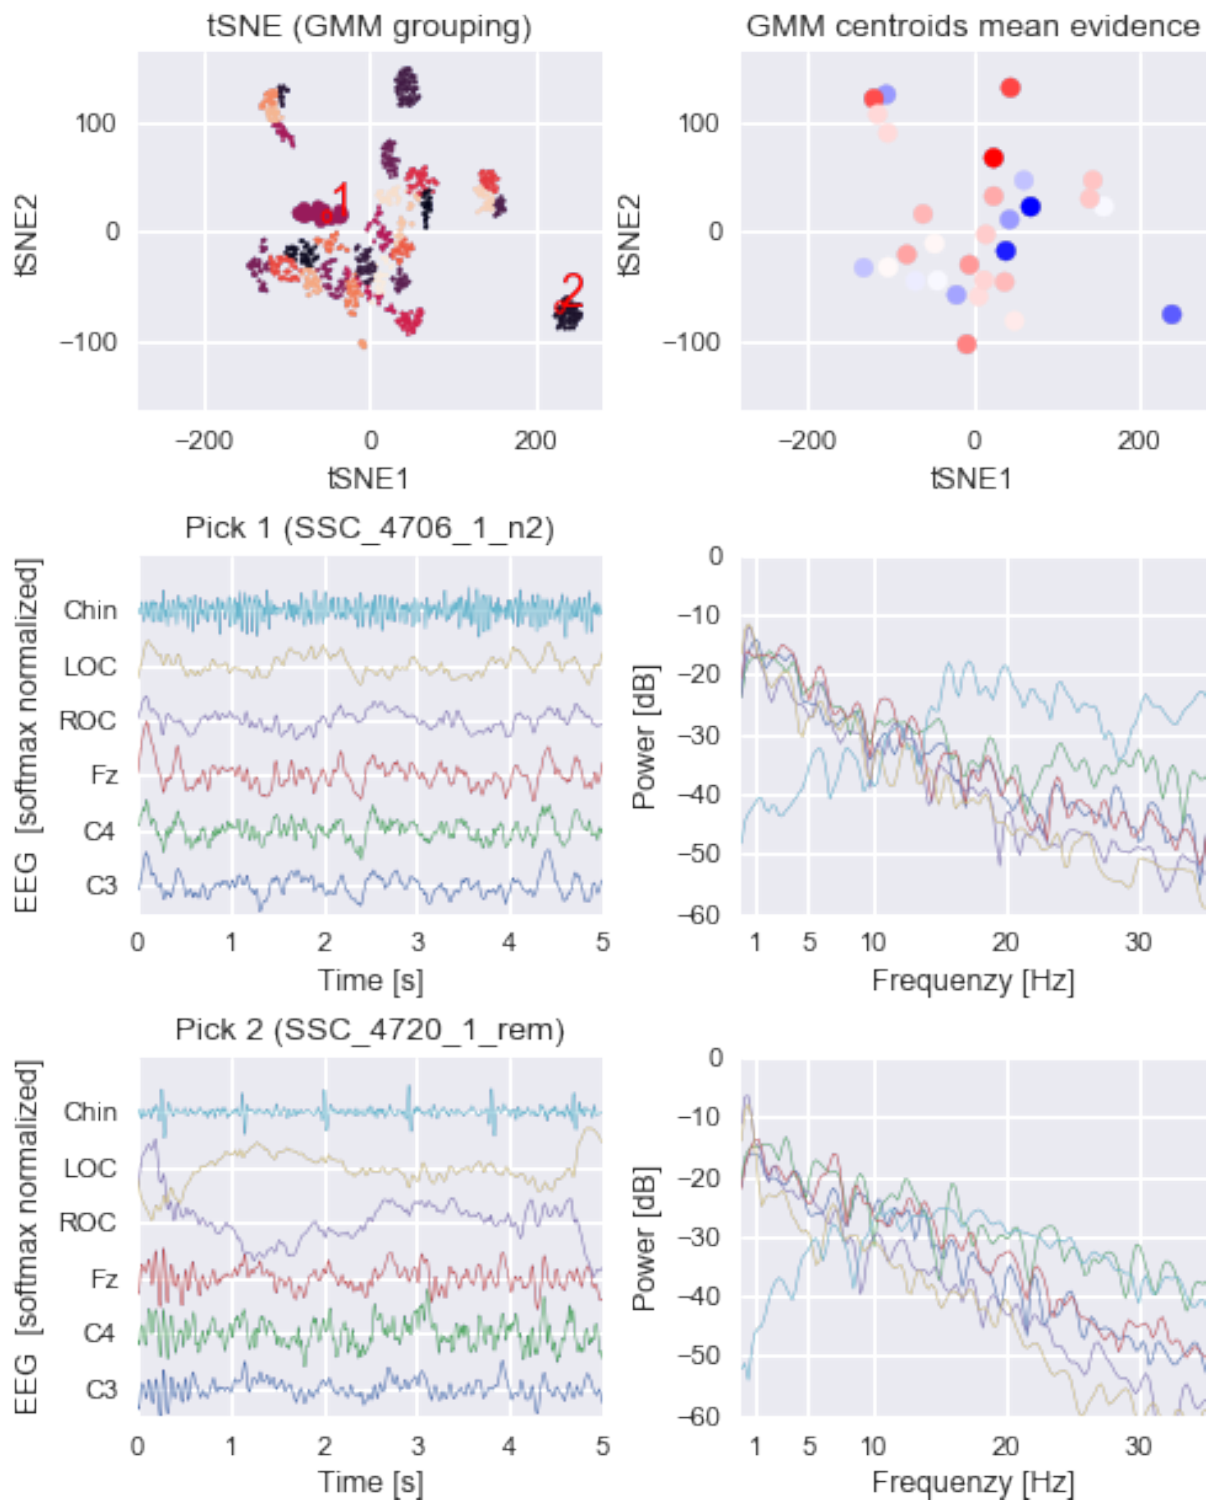 tSNE (GMM grouping)
GMM centroids mean evidence
tSNE2
100
0
−100
1
2
−200
0
200
tSNE1
tSNE2
100
0
−100
−200
0
200
tSNE1
Pick 1 (SSC_4706_1_n2)
EEG [softmax normalized]
Chin
LOC
ROC
Fz
C4
C3
0
1
2
3
4
5
Time [s]
Power [dB]
0
−10
−20
−30
−40
−50
−60
1
5
10
20
30
Frequenzy [Hz]
Pick 2 (SSC_4720_1_rem)
EEG [softmax normalized]
Chin
LOC
ROC
Fz
C4
C3
0
1
2
3
4
5
Time [s]
Power [dB]
0
−10
−20
−30
−40
−50
−60
1
5
10
20
30
Frequenzy [Hz]